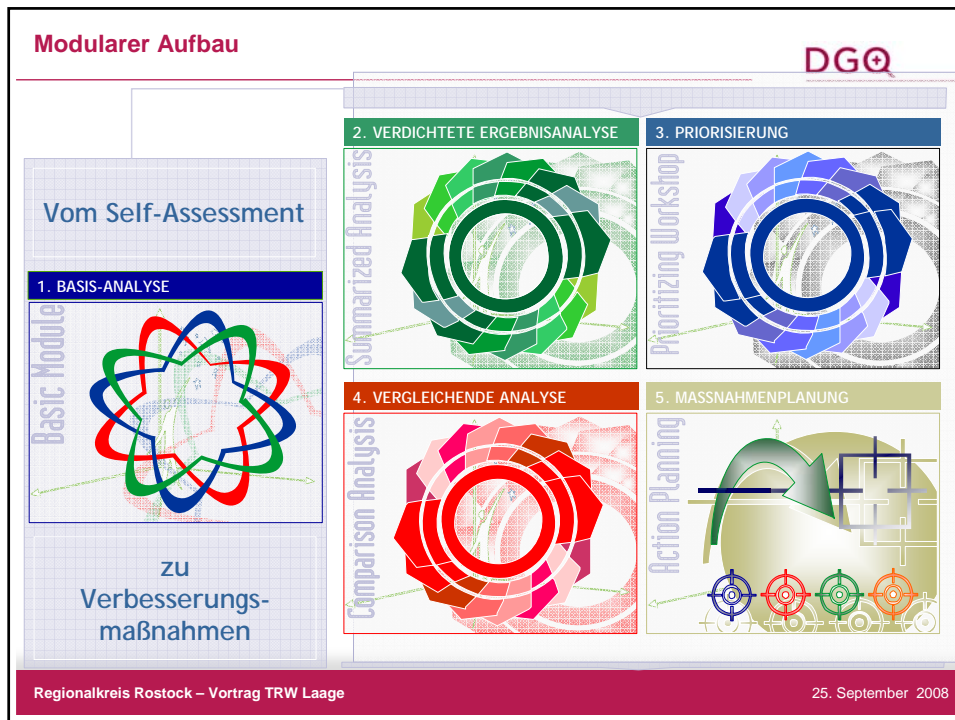 Modularer Aufbau
DGQ
Vom Self-Assessment
1. BASIS-ANALYSE
Basic Module
zu
Verbesserungs-
maßnahmen
2. VERDICHTETE ERGEBNISANALYSE
Summarized Analysis
3. PRIORISIERUNG
Prioritizing Workshop
4. VERGLEICHENDE ANALYSE
Comparison Analysis
5. MASSNAHMENPLANUNG
Action Planning
Regionalkreis Rostock – Vortrag TRW Laage
25. September 2008